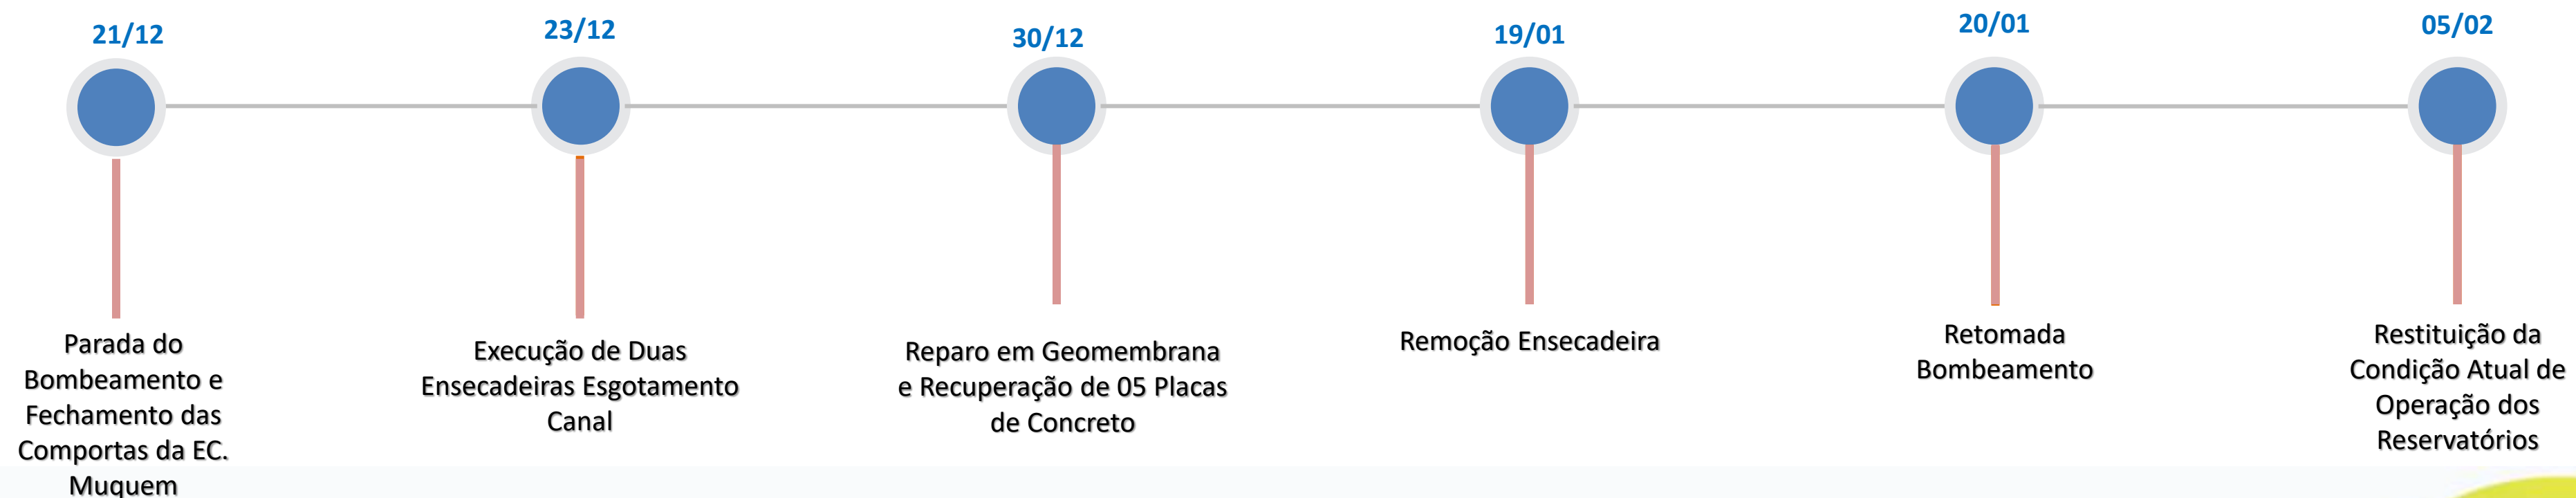 21/12
Parada do
Bombeamento e
Fechamento das
Comportas da EC.
Muquem
23/12
Execução de Duas
Ensecadeiras Esgotamento
Canal
30/12
Reparo em Geomembrana
e Recuperação de 05 Placas
de Concreto
19/01
Remoção Ensecadeira
20/01
Retomada
Bombeamento
05/02
Restituição da
Condição Atual de
Operação dos
Reservatórios